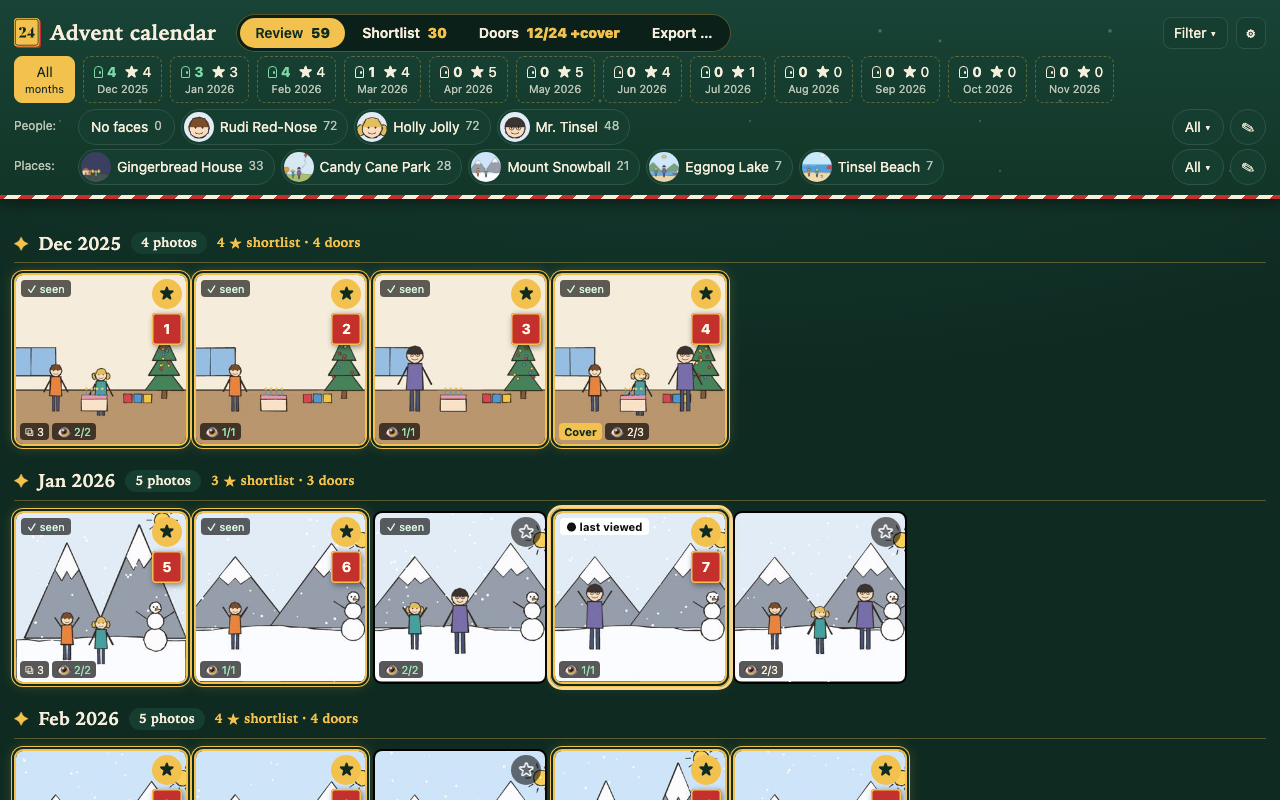 24 Advent calendar Review 59 Shortlist 30 Doors 12/24 +cover Export ... Filter ▾
All months
4 ★ 4 Dec 2025
3 ★ 3 Jan 2026
4 ★ 4 Feb 2026
1 ★ 4 Mar 2026
0 ★ 5 Apr 2026
0 ★ 5 May 2026
0 ★ 4 Jun 2026
0 ★ 1 Jul 2026
0 ★ 0 Aug 2026
0 ★ 0 Sep 2026
0 ★ 0 Oct 2026
0 ★ 0 Nov 2026
People: No faces 0 Rudi Red-Nose 72 Holly Jolly 72 Mr. Tinsel 48 All ▾
Places: Gingerbread House 33 Candy Cane Park 28 Mount Snowball 21 Eggnog Lake 7 Tinsel Beach 7 All ▾
Dec 2025 4 photos 4 ★ shortlist · 4 doors
✓ seen ✓ seen ✓ seen ✓ seen
1 2 3 4
3 2/2 1/1 1/1 Cover 2/3
Jan 2026 5 photos 3 ★ shortlist · 3 doors
✓ seen ✓ seen ✓ seen ● last viewed
5 6 7
3 2/2 1/1 2/2 1/1 2/3
Feb 2026 5 photos 4 ★ shortlist · 4 doors